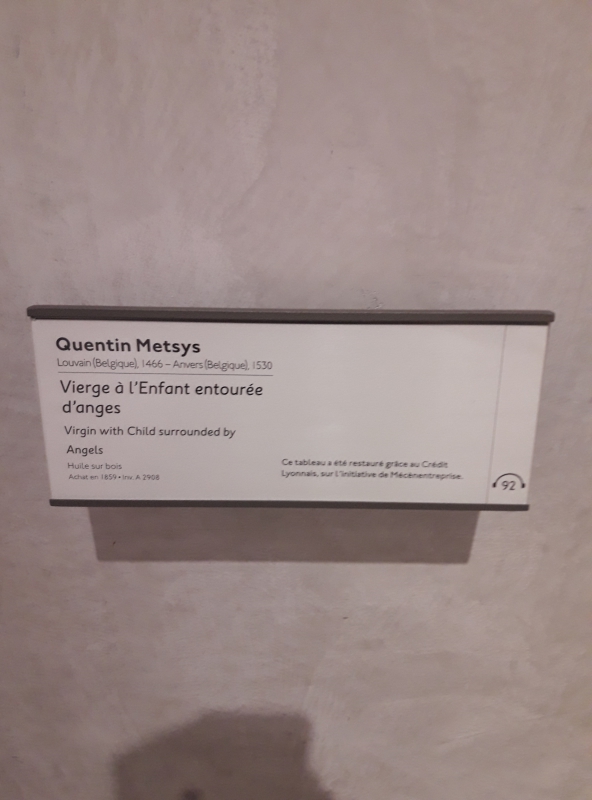 Quentin Metsys
Louvain (Belgique), 1466 – Anvers (Belgique), 1530
Vierge à l'Enfant entourée
d'anges
Virgin with Child surrounded by
Angels
Huile sur bois
Achat en 1859 • Inv. A 2908
Ce tableau a été restauré grâce au Crédit
Lyonnais, sur l'initiative de Mécénentreprise.
92